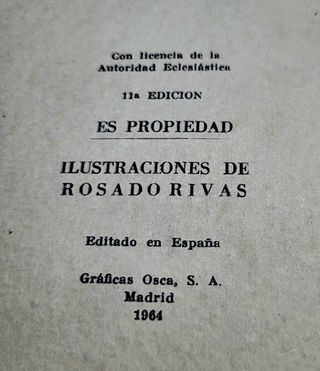 Con licencia de la
Autoridad Eclesiástica
11a EDICION
ES PROPIEDAD
ILUSTRACIONES DE
ROSADO RIVAS
Editado en España
Gráficas Osca, S. A.
Madrid
1964